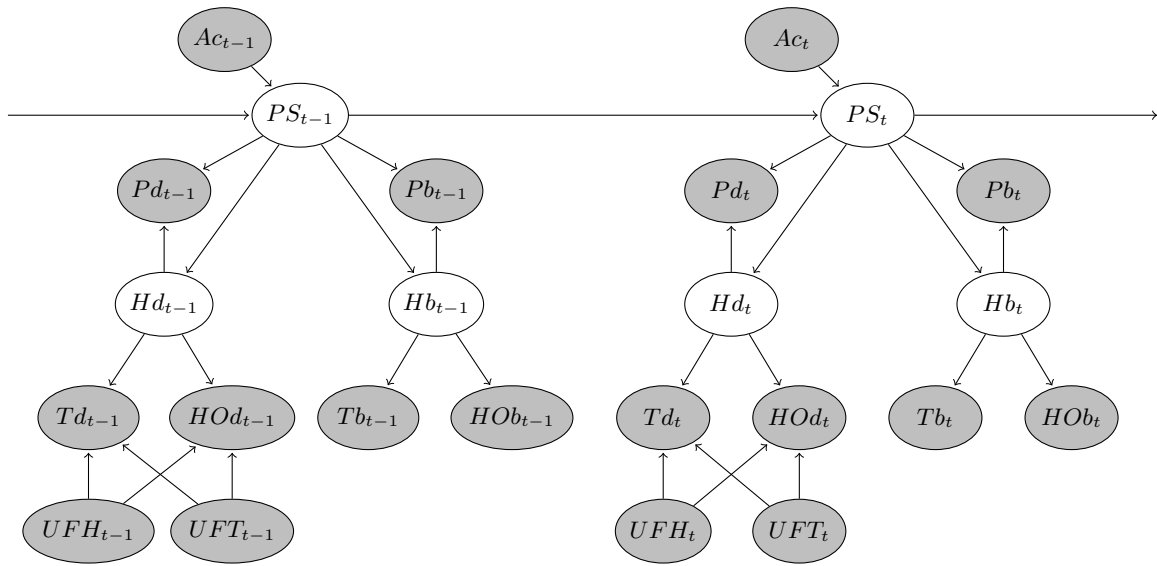 Ac_{t−1} Ac_t
PS_{t−1} PS_t
Pd_{t−1} Pb_{t−1} Pd_t Pb_t
Hd_{t−1} Hb_{t−1} Hd_t Hb_t
Td_{t−1} HOd_{t−1} Tb_{t−1} HOb_{t−1} Td_t HOd_t Tb_t HOb_t
UFH_{t−1} UFT_{t−1} UFH_t UFT_t